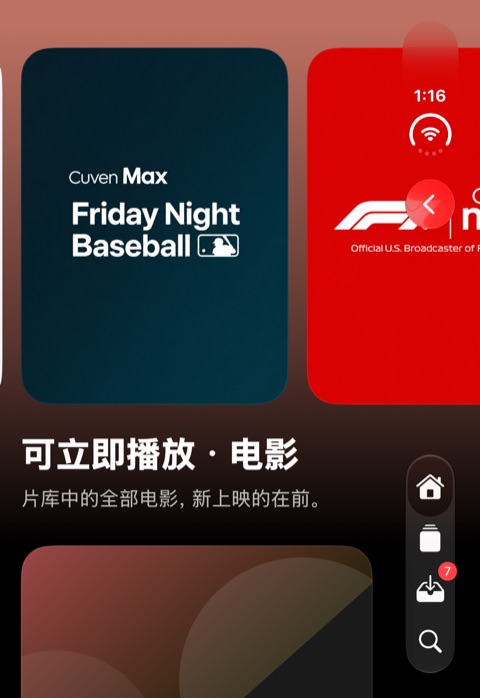 1:16
Cuven Max
Friday Night
Baseball
Official U.S. Broadcaster of
可立即播放 · 电影
片库中的全部电影, 新上映的在前。
7